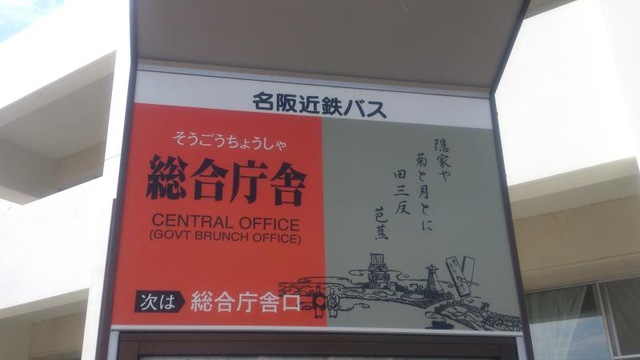 名阪近鉄バス
そうごうちょうしゃ
総合庁舎
CENTRAL OFFICE
(GOVT BRUNCH OFFICE)
次は 総合庁舎口
隠家や
菊と月とに
田三反
芭蕉